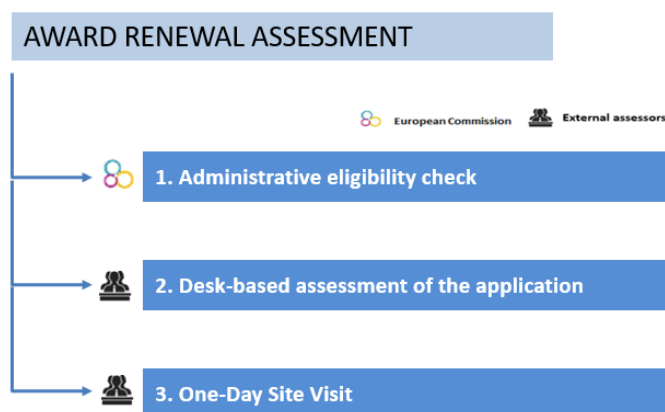 AWARD RENEWAL ASSESSMENT
European Commission
External assessors
1. Administrative eligibility check
2. Desk-based assessment of the application
3. One-Day Site Visit